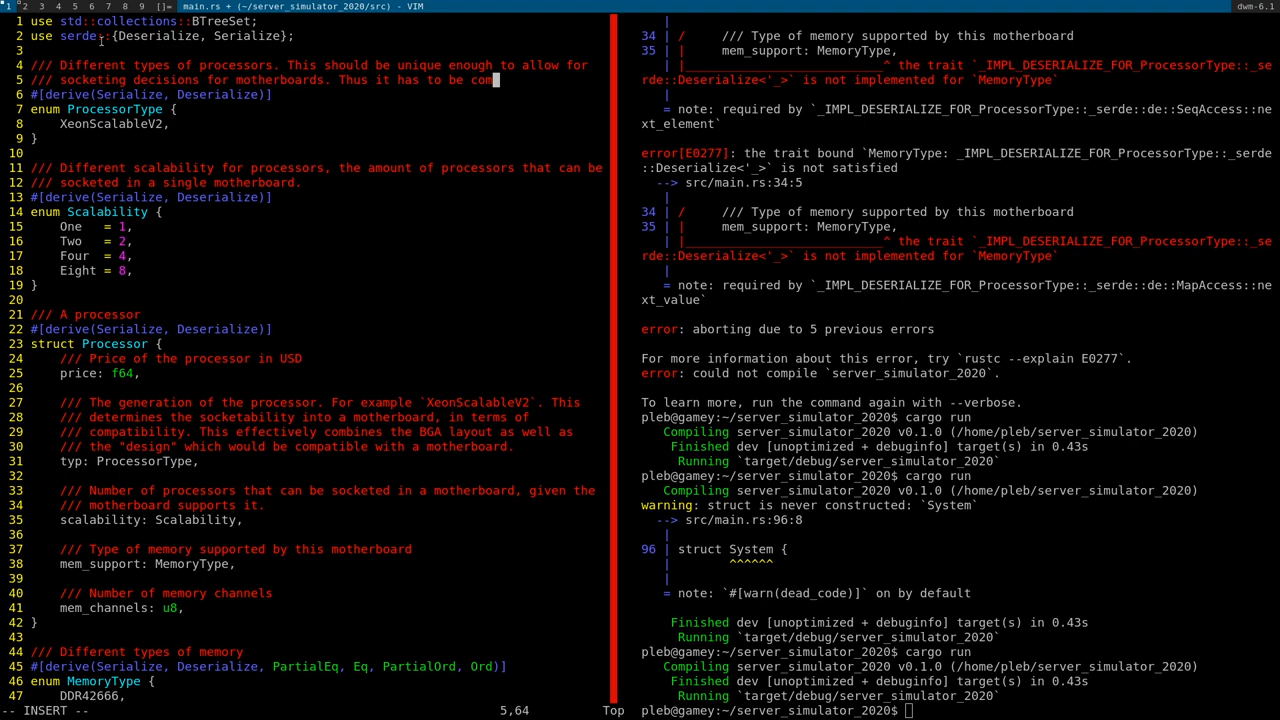 1 2 3 4 5 6 7 8 9 []= main.rs + (~/server_simulator_2020/src) - VIM dwm-6.1
1 use std::collections::BTreeSet;
2 use serde::{Deserialize, Serialize};
3
4 /// Different types of processors. This should be unique enough to allow for
5 /// socketing decisions for motherboards. Thus it has to be com
6 #[derive(Serialize, Deserialize)]
7 enum ProcessorType {
8 XeonScalableV2,
9 }
10
11 /// Different scalability for processors, the amount of processors that can be
12 /// socketed in a single motherboard.
13 #[derive(Serialize, Deserialize)]
14 enum Scalability {
15 One = 1,
16 Two = 2,
17 Four = 4,
18 Eight = 8,
19 }
20
21 /// A processor
22 #[derive(Serialize, Deserialize)]
23 struct Processor {
24 /// Price of the processor in USD
25 price: f64,
26
27 /// The generation of the processor. For example `XeonScalableV2`. This
28 /// determines the socketability into a motherboard, in terms of
29 /// compatibility. This effectively combines the BGA layout as well as
30 /// the "design" which would be compatible with a motherboard.
31 typ: ProcessorType,
32
33 /// Number of processors that can be socketed in a motherboard, given the
34 /// motherboard supports it.
35 scalability: Scalability,
36
37 /// Type of memory supported by this motherboard
38 mem_support: MemoryType,
39
40 /// Number of memory channels
41 mem_channels: u8,
42 }
43
44 /// Different types of memory
45 #[derive(Serialize, Deserialize, PartialEq, Eq, PartialOrd, Ord)]
46 enum MemoryType {
47 DDR42666,
-- INSERT -- 5,64 Top
|
34 | / /// Type of memory supported by this motherboard
35 | | mem_support: MemoryType,
| |____________________________^ the trait `_IMPL_DESERIALIZE_FOR_ProcessorType::_se
rde::Deserialize<'_>` is not implemented for `MemoryType`
|
= note: required by `_IMPL_DESERIALIZE_FOR_ProcessorType::_serde::de::SeqAccess::ne
xt_element`
error[E0277]: the trait bound `MemoryType: _IMPL_DESERIALIZE_FOR_ProcessorType::_serde
::Deserialize<'_>` is not satisfied
--> src/main.rs:34:5
|
34 | / /// Type of memory supported by this motherboard
35 | | mem_support: MemoryType,
| |____________________________^ the trait `_IMPL_DESERIALIZE_FOR_ProcessorType::_se
rde::Deserialize<'_>` is not implemented for `MemoryType`
|
= note: required by `_IMPL_DESERIALIZE_FOR_ProcessorType::_serde::de::MapAccess::ne
xt_value`
error: aborting due to 5 previous errors
For more information about this error, try `rustc --explain E0277`.
error: could not compile `server_simulator_2020`.
To learn more, run the command again with --verbose.
pleb@gamey:~/server_simulator_2020$ cargo run
Compiling server_simulator_2020 v0.1.0 (/home/pleb/server_simulator_2020)
Finished dev [unoptimized + debuginfo] target(s) in 0.43s
Running `target/debug/server_simulator_2020`
pleb@gamey:~/server_simulator_2020$ cargo run
Compiling server_simulator_2020 v0.1.0 (/home/pleb/server_simulator_2020)
warning: struct is never constructed: `System`
--> src/main.rs:96:8
|
96 | struct System {
| ^^^^^^
|
= note: `#[warn(dead_code)]` on by default
Finished dev [unoptimized + debuginfo] target(s) in 0.43s
Running `target/debug/server_simulator_2020`
pleb@gamey:~/server_simulator_2020$ cargo run
Compiling server_simulator_2020 v0.1.0 (/home/pleb/server_simulator_2020)
Finished dev [unoptimized + debuginfo] target(s) in 0.43s
Running `target/debug/server_simulator_2020`
pleb@gamey:~/server_simulator_2020$